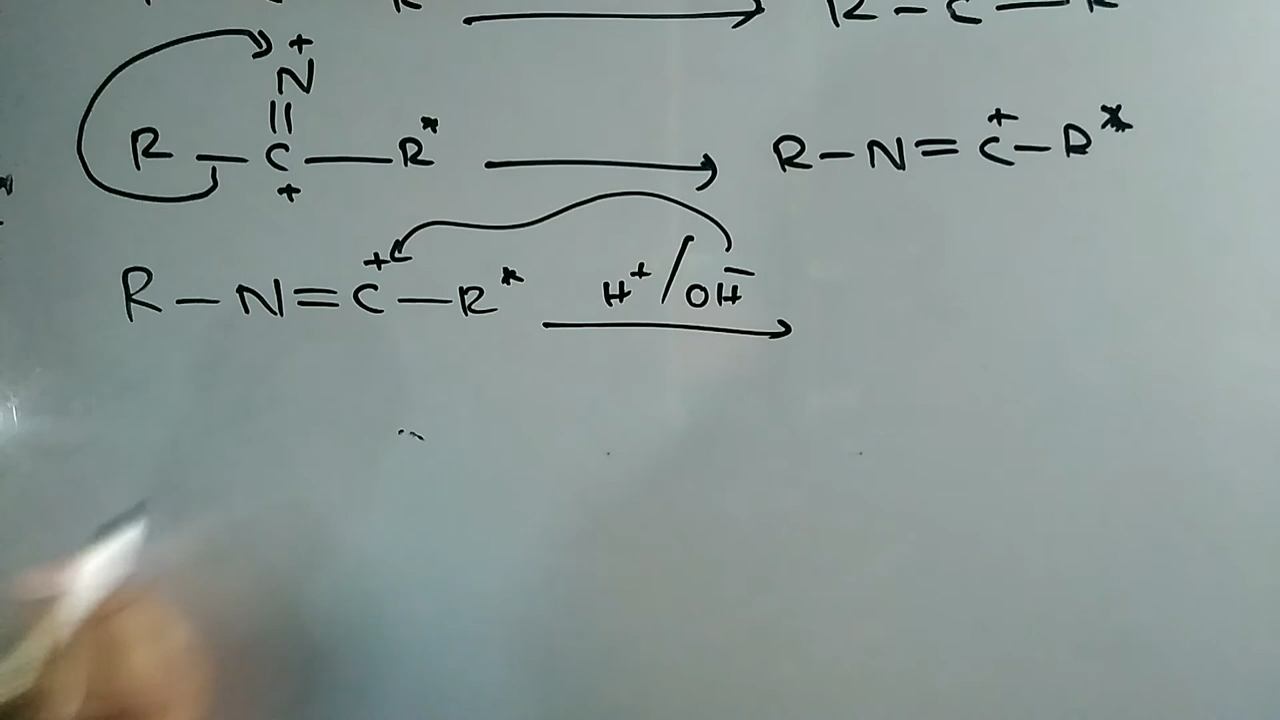 R – C — R
+
N
||
R — C — R*
+
R – N = C⁺ – R*
R – N = C⁺ – R* H⁺/OH⁻